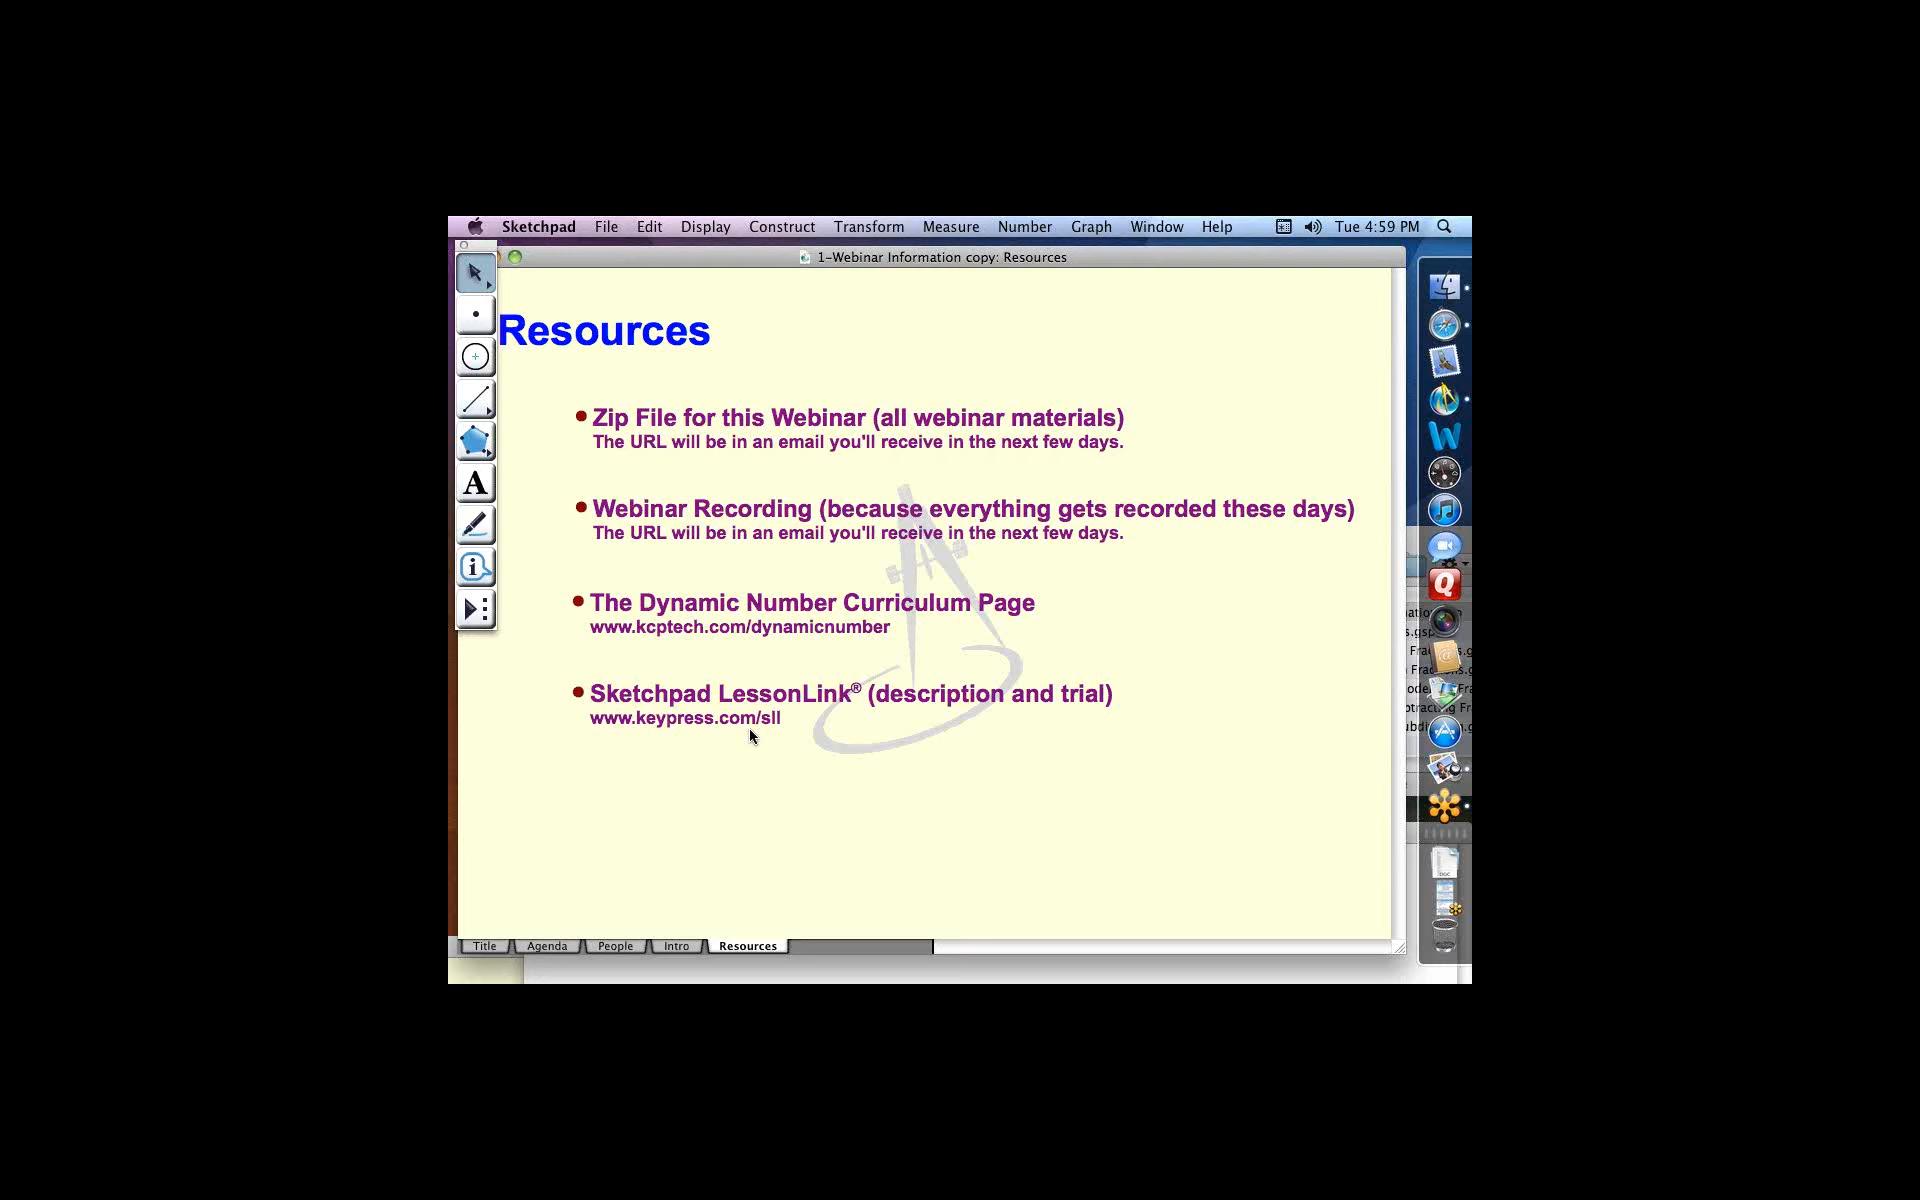 Sketchpad File Edit Display Construct Transform Measure Number Graph Window Help Tue 4:59 PM
1-Webinar Information copy: Resources
Resources
Zip File for this Webinar (all webinar materials)
The URL will be in an email you'll receive in the next few days.
Webinar Recording (because everything gets recorded these days)
The URL will be in an email you'll receive in the next few days.
The Dynamic Number Curriculum Page
www.kcptech.com/dynamicnumber
Sketchpad LessonLink® (description and trial)
www.keypress.com/sll
A
Title Agenda People Intro Resources